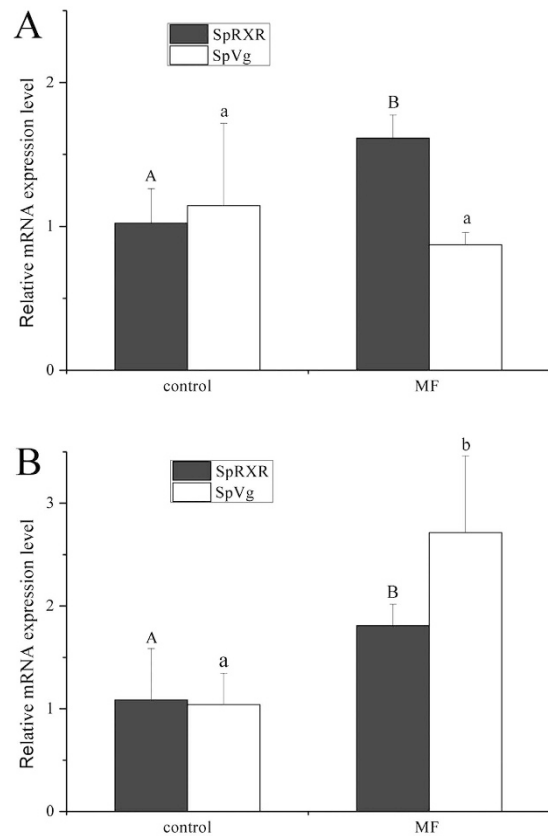 A
SpRXR
SpVg
Relative mRNA expression level
2
1
0
A
a
B
a
control
MF
B
SpRXR
SpVg
Relative mRNA expression level
3
2
1
0
A
a
B
b
control
MF